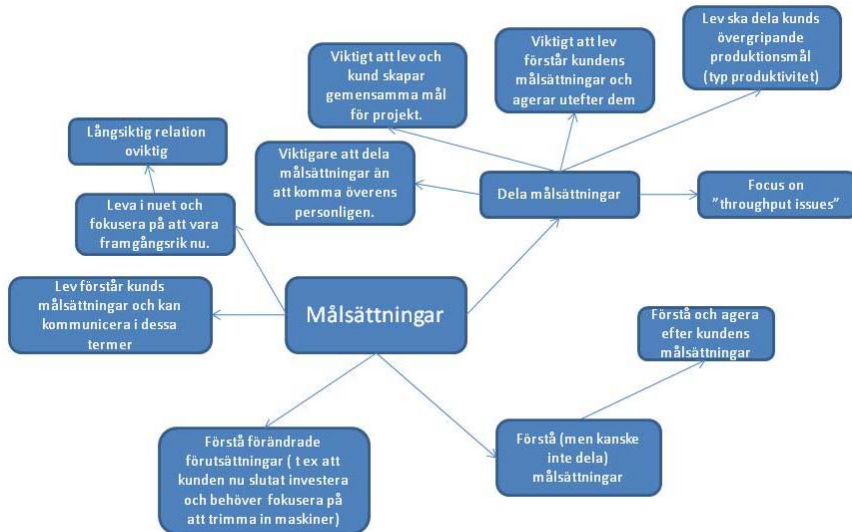 Viktigt att lev och
kund skapar
gemensamma mål
för projekt.
Viktigt att lev
förstår kundens
målsättningar och
agerar utefter dem
Lev ska dela kunds
övergripande
produktionsmål
(typ produktivitet)
Långsiktig relation
oviktig
Viktigare att dela
målsättningar än
att komma överens
personligen.
Dela målsättningar
Focus on
”throughput issues”
Leva i nuet och
fokusera på att vara
framgångsrik nu.
Lev förstår kunds
målsättningar och kan
kommunicera i dessa
termer
Målsättningar
Förstå och agera
efter kundens
målsättningar
Förstå förändrade
förutsättningar ( t ex att
kunden nu slutat investera
och behöver fokusera på
att trimma in maskiner)
Förstå (men kanske
inte dela)
målsättningar